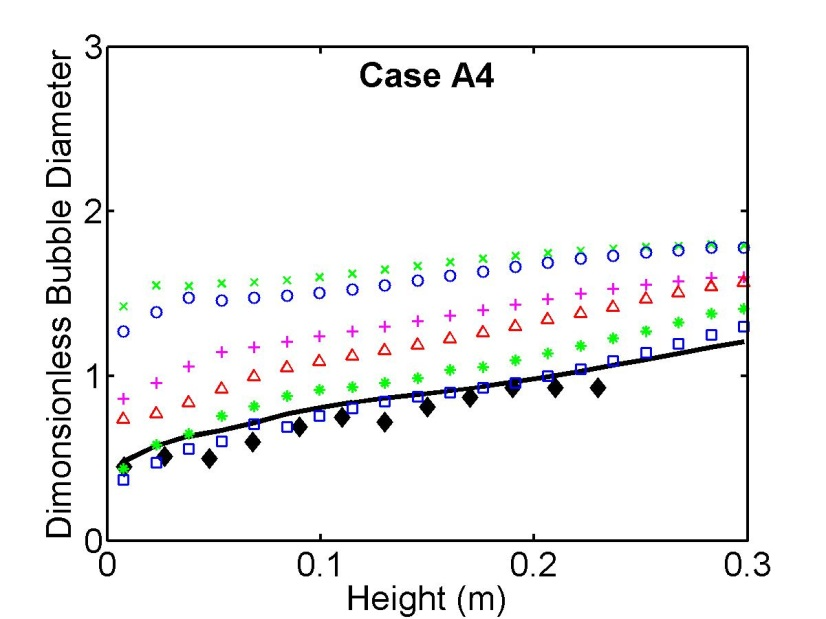 Case A4
Dimonsionless Bubble Diameter
3
2
1
0
0 0.1 0.2 0.3
Height (m)